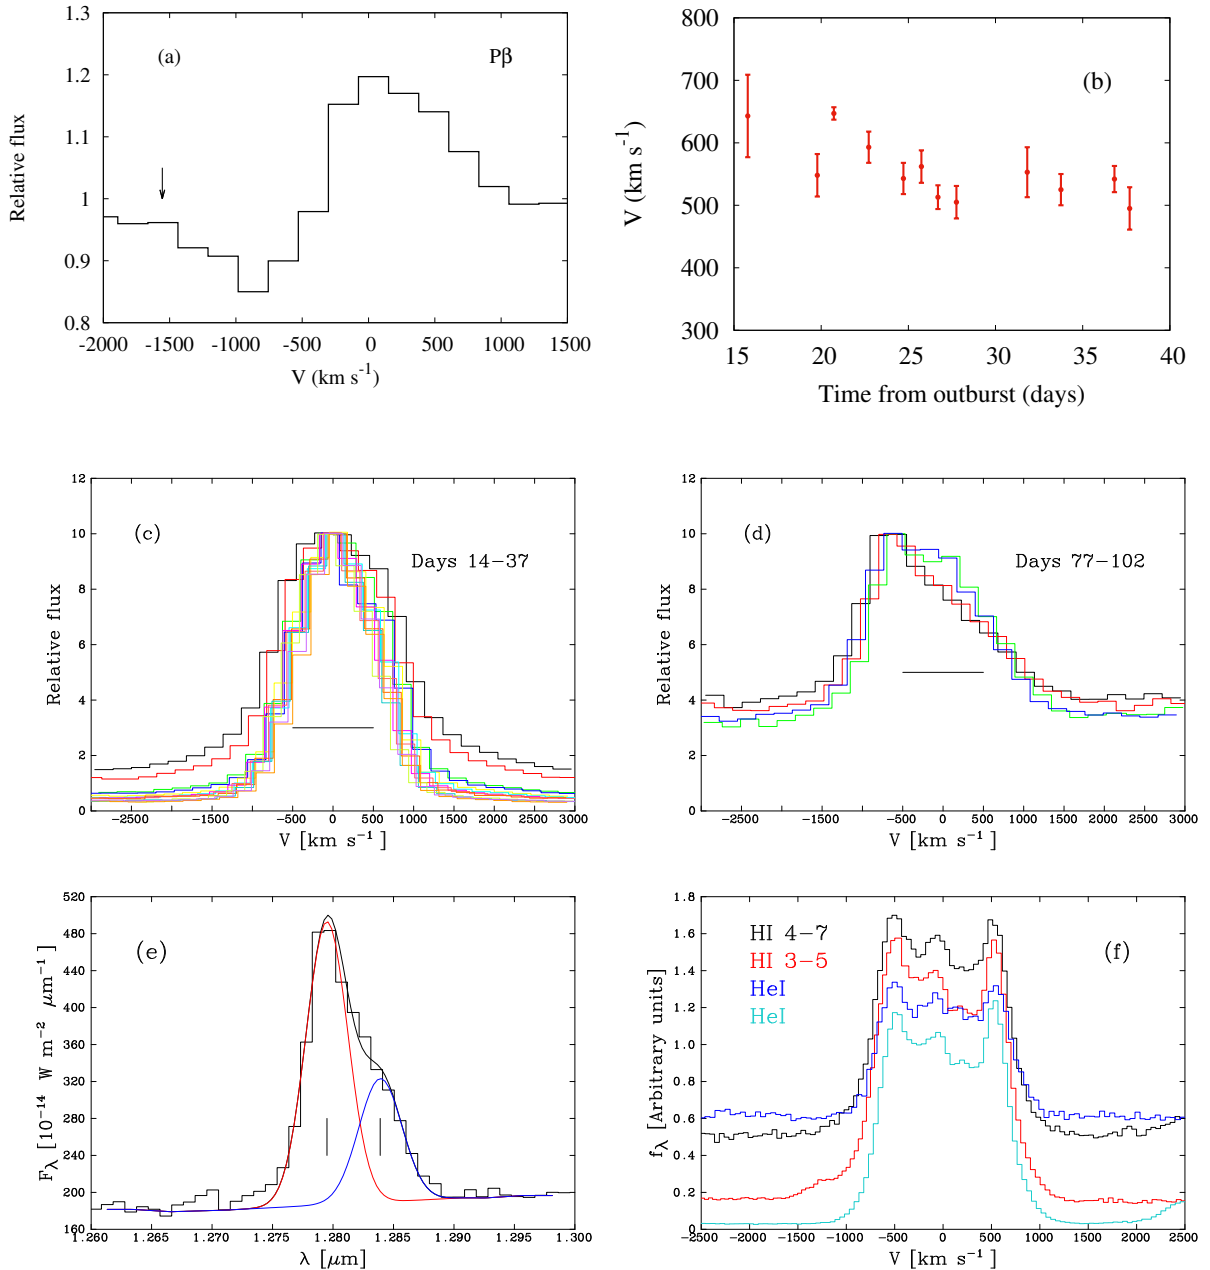 (a)
Pβ
Relative flux
1.3
1.2
1.1
1
0.9
0.8
-2000 -1500 -1000 -500 0 500 1000 1500
V (km s-1)
(b)
V (km s-1)
800
700
600
500
400
300
15 20 25 30 35 40
Time from outburst (days)
(c)
Days 14-37
Relative flux
12
10
8
6
4
2
0
-2500 -2000 -1500 -1000 -500 0 500 1000 1500 2000 2500 3000
V [km s-1]
(d)
Days 77-102
Relative flux
12
10
8
6
4
2
0
-2500 -2000 -1500 -1000 -500 0 500 1000 1500 2000 2500 3000
V [km s-1]
(e)
Fλ [10-14 W m-2 μm-1]
520
480
440
400
360
320
280
240
200
160
1.260 1.265 1.270 1.275 1.280 1.285 1.290 1.295 1.300
λ [μm]
HI 4-7
HI 3-5
HeI
HeI
(f)
fλ [Arbitrary units]
1.8
1.6
1.4
1.2
1.0
0.8
0.6
0.4
0.2
0
-2500 -2000 -1500 -1000 -500 0 500 1000 1500 2000 2500
V [km s-1]